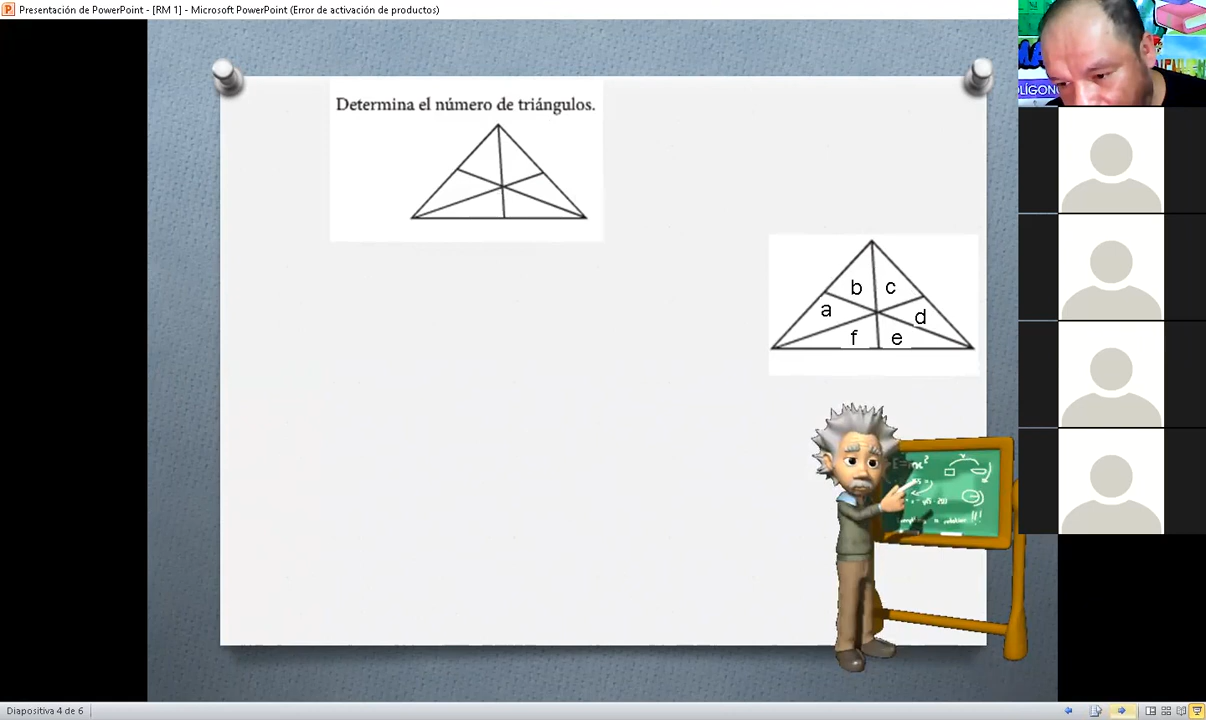 Presentación de PowerPoint - [RM 1] - Microsoft PowerPoint (Error de activación de productos)
Determina el número de triángulos.
b c
a d
f e
Diapositiva 4 de 6